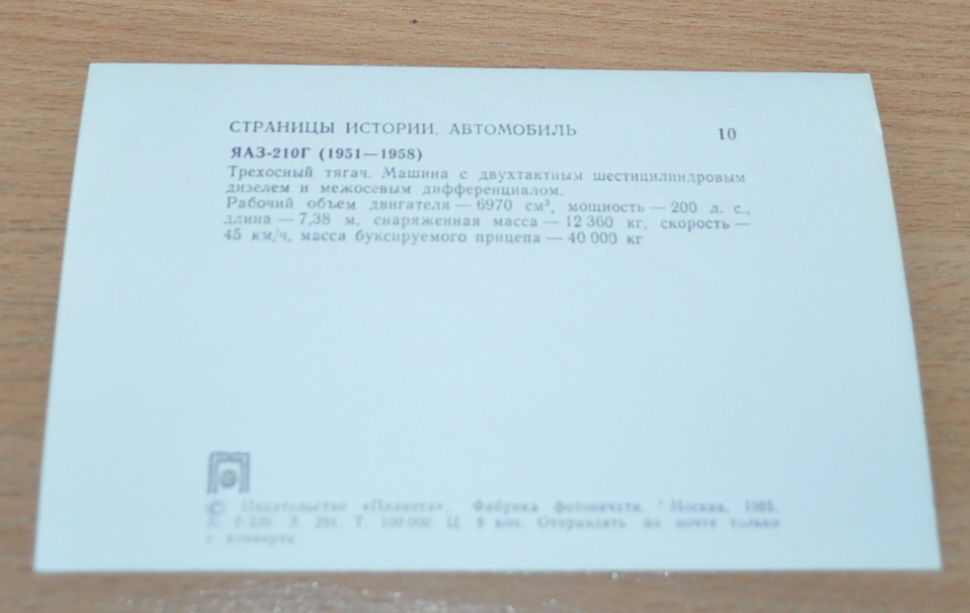 СТРАНИЦЫ ИСТОРИИ. АВТОМОБИЛЬ
10
ЯАЗ-210Г (1951—1958)
Трехосный тягач. Машина с двухтактным шестицилиндровым
дизелем и межосевым дифференциалом.
Рабочий объем двигателя — 6970 см³, мощность — 200 л. с.,
длина — 7,38 м, снаряженная масса — 12 360 кг, скорость —
45 км/ч, масса буксируемого прицепа — 40 000 кг
© Издательство «Планета». Фабрика фотопечати. Москва, 1985.
З. 291. Т. 100 000. Ц. 8 коп. Отправлять по почте только
в конверте